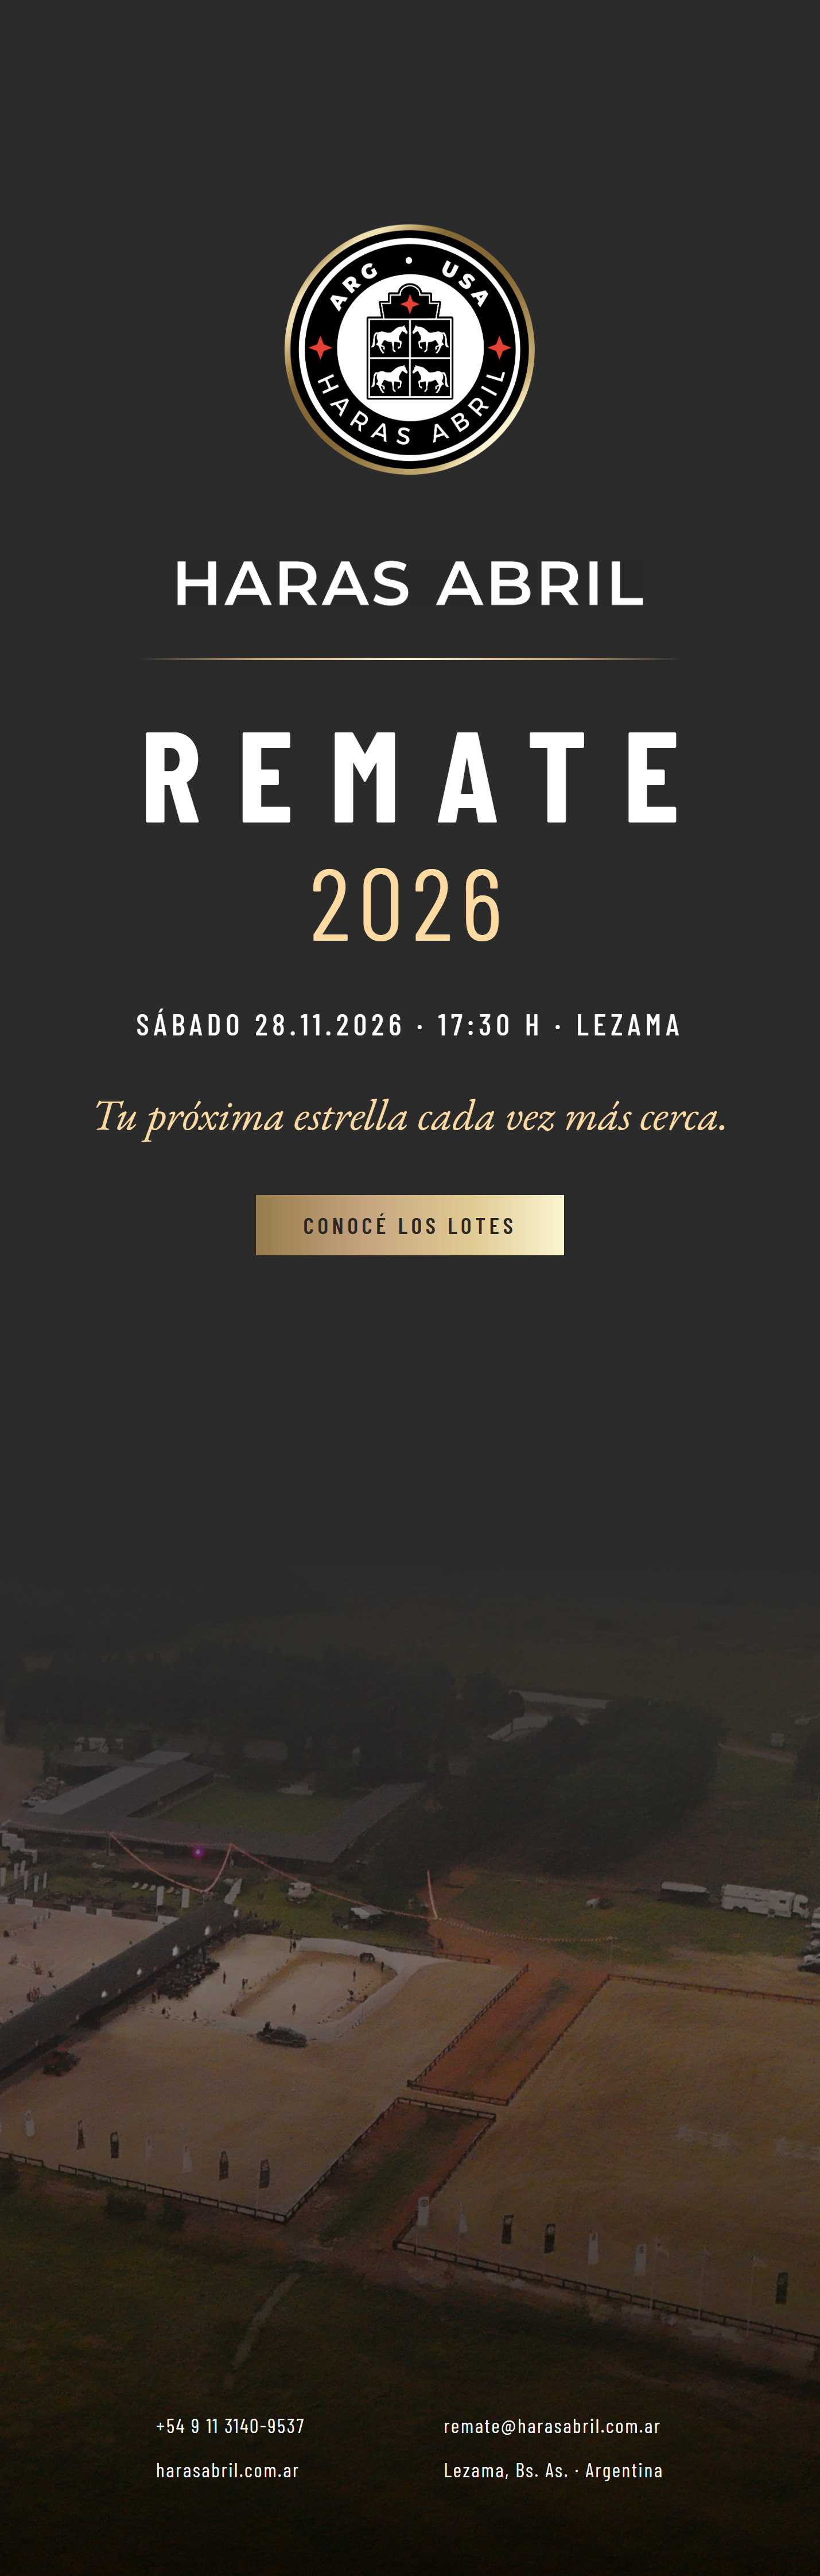 ARG · USA
HARAS ABRIL
HARAS ABRIL
REMATE
2026
SÁBADO 28.11.2026 · 17:30 H · LEZAMA
Tu próxima estrella cada vez más cerca.
CONOCÉ LOS LOTES
+54 9 11 3140-9537
remate@harasabril.com.ar
harasabril.com.ar
Lezama, Bs. As. · Argentina